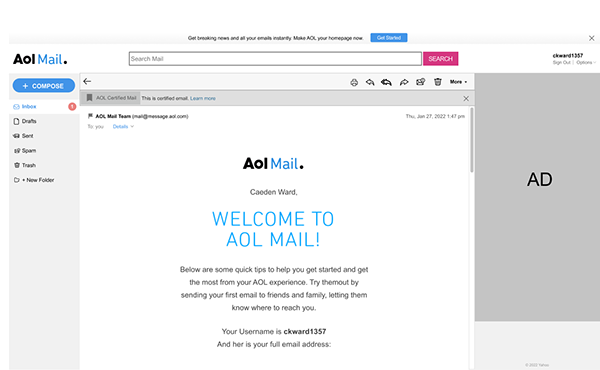 Get breaking news and all your emails instantly. Make AOL your homepage now. Get Started
Aol Mail.
Search Mail
SEARCH
ckward1357
Sign Out | Options
+ COMPOSE
Inbox 1
Drafts
Sent
Spam
Trash
+ New Folder
More
AOL Certified Mail This is certified email. Learn more
AOL Mail Team (mail@message.aol.com) Thu, Jan 27, 2022 1:47 pm
To: you Details
Aol Mail.
Caeden Ward,
WELCOME TO
AOL MAIL!
Below are some quick tips to help you get started and get
the most from your AOL experience. Try themout by
sending your first email to friends and family, letting them
know where to reach you.
Your Username is ckward1357
And her is your full email address:
AD
© 2022 Yahoo